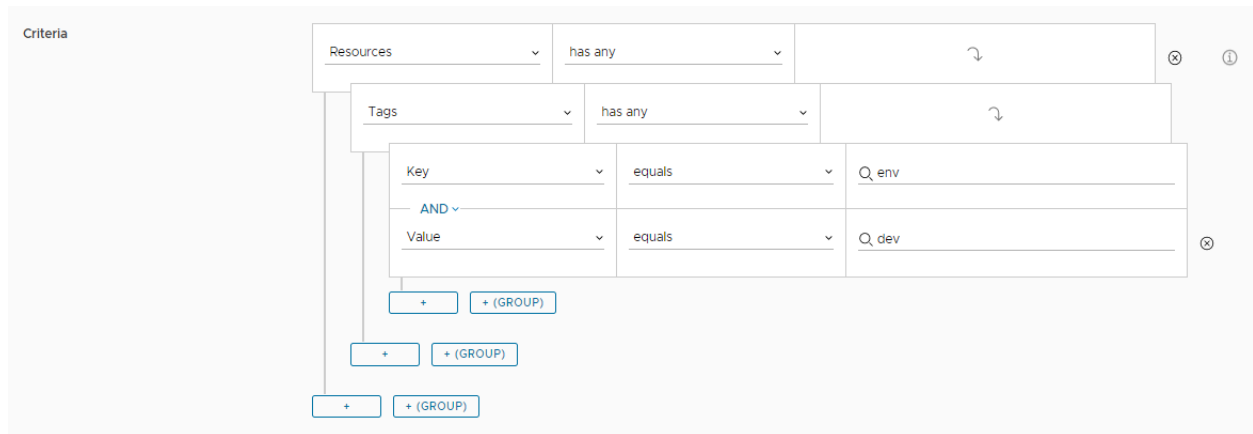 Criteria
Resources has any
Tags has any
Key equals env
AND
Value equals dev
+ + (GROUP)
+ + (GROUP)
+ + (GROUP)